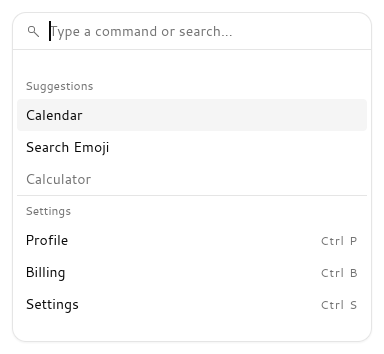 Type a command or search...
Suggestions
Calendar
Search Emoji
Calculator
Settings
Profile Ctrl P
Billing Ctrl B
Settings Ctrl S